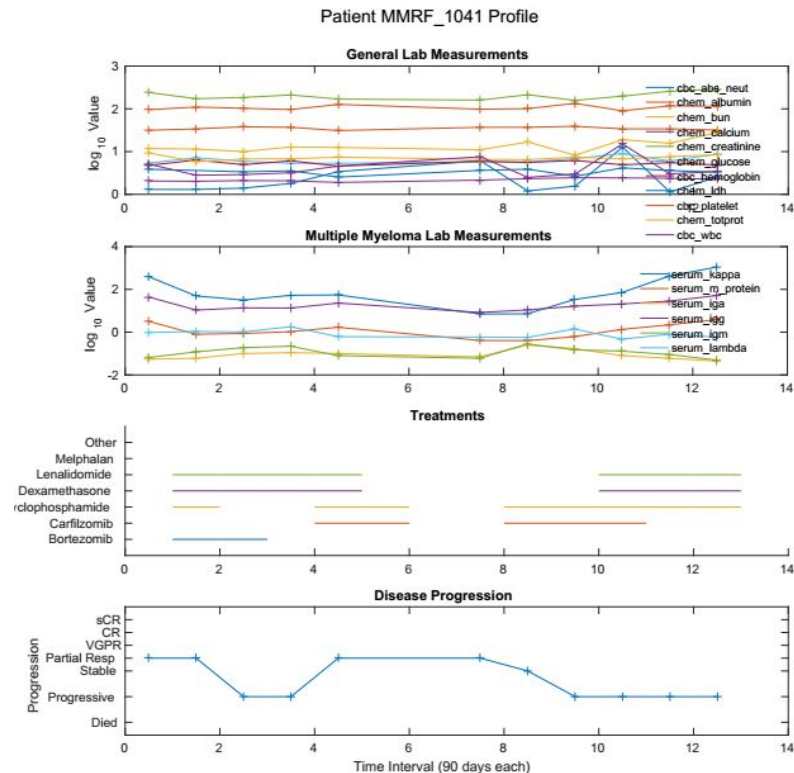 Patient MMRF_1041 Profile
General Lab Measurements
3
2
1
0
log10 Value
cbc_abs_neut
chem_albumin
chem_bun
chem_calcium
chem_creatinine
chem_glucose
cbc_hemoglobin
chem_ldh
cbc_platelet
chem_totprot
cbc_wbc
0 2 4 6 8 10 12 14
Multiple Myeloma Lab Measurements
4
2
0
-2
log10 Value
serum_kappa
serum_m_protein
serum_iga
serum_igg
serum_igm
serum_lambda
0 2 4 6 8 10 12 14
Treatments
Other
Melphalan
Lenalidomide
Dexamethasone
yclophosphamide
Carfilzomib
Bortezomib
0 2 4 6 8 10 12 14
Disease Progression
sCR
CR
VGPR
Partial Resp
Stable
Progressive
Died
Progression
0 2 4 6 8 10 12 14
Time Interval (90 days each)